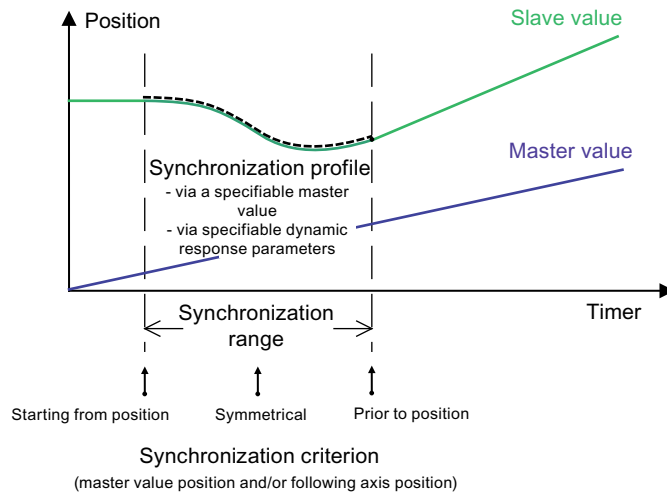 Position
Slave value
Master value
Synchronization profile
- via a specifiable master
value
- via specifiable dynamic
response parameters
Synchronization
range
Timer
Starting from position
Symmetrical
Prior to position
Synchronization criterion
(master value position and/or following axis position)